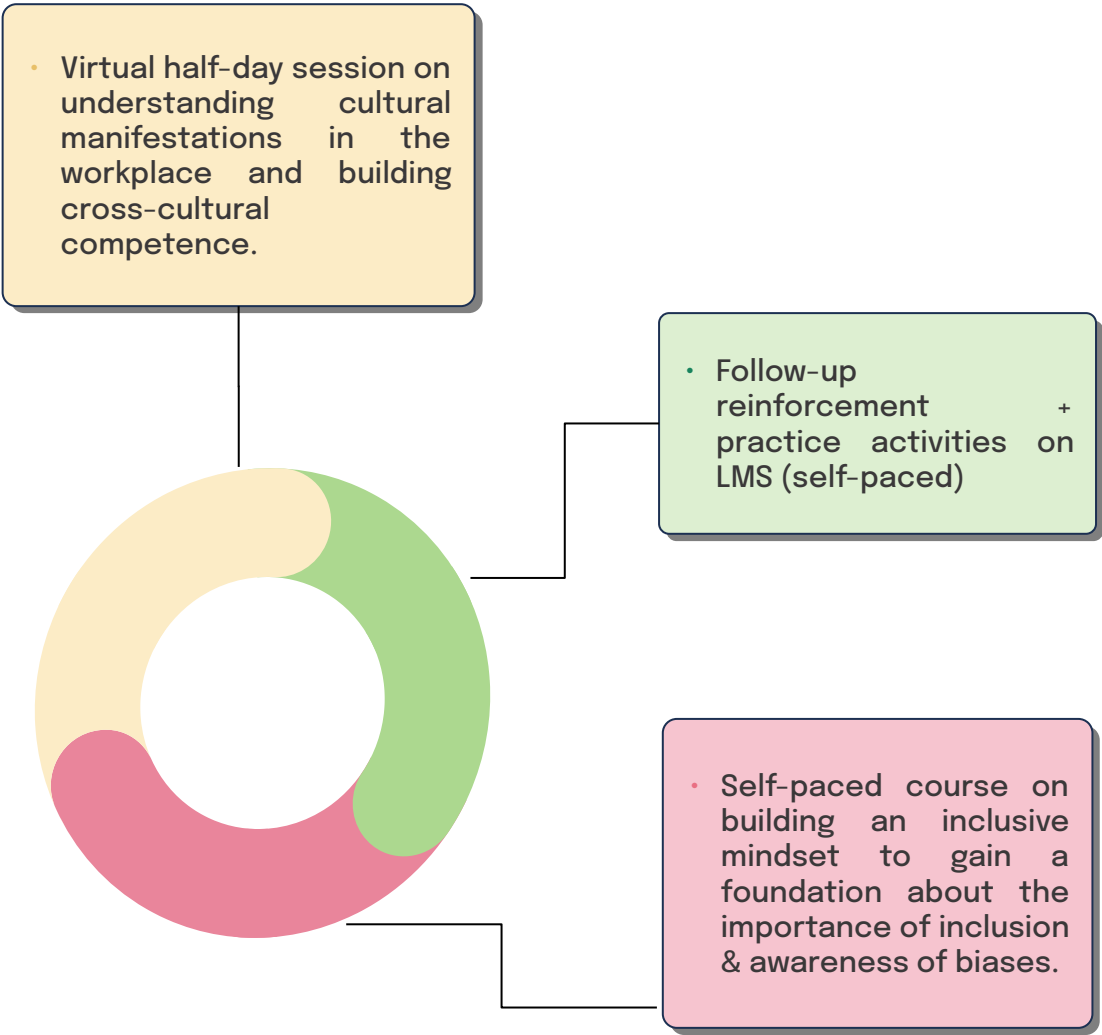 • Virtual half-day session on
understanding cultural
manifestations in the
workplace and building
cross-cultural
competence.
• Follow-up
reinforcement +
practice activities on
LMS (self-paced)
• Self-paced course on
building an inclusive
mindset to gain a
foundation about the
importance of inclusion
& awareness of biases.